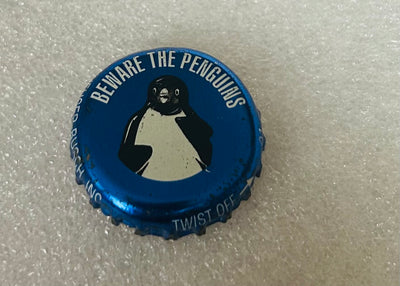 BEWARE THE PENGUINS
BUSCH, INC.
TWIST OFF